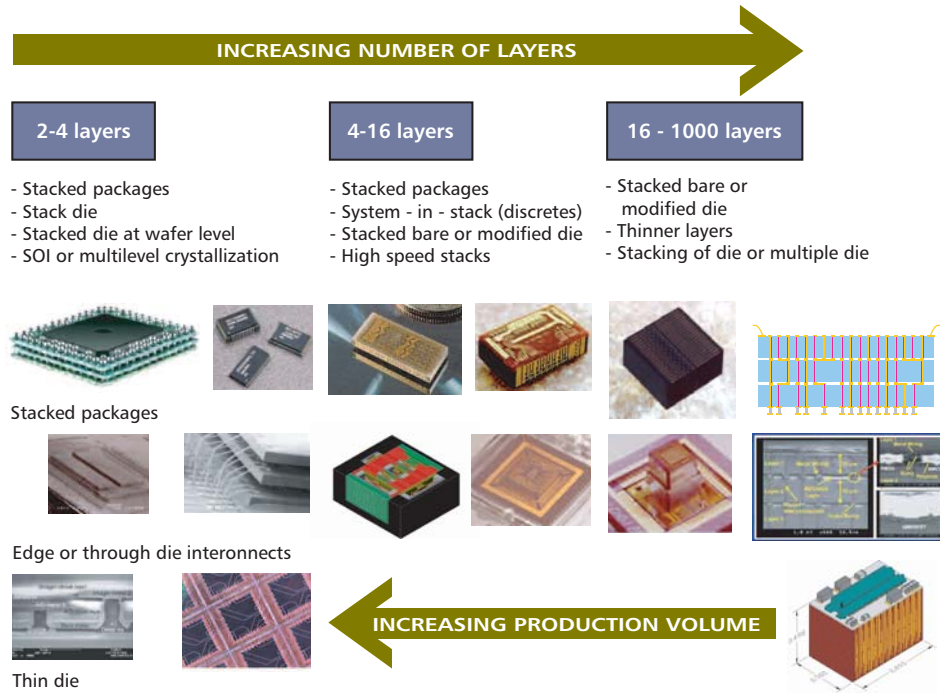 INCREASING NUMBER OF LAYERS
2-4 layers
4-16 layers
16 - 1000 layers
- Stacked packages
- Stack die
- Stacked die at wafer level
- SOI or multilevel crystallization
- Stacked packages
- System - in - stack (discretes)
- Stacked bare or modified die
- High speed stacks
- Stacked bare or
modified die
- Thinner layers
- Stacking of die or multiple die
Stacked packages
Edge or through die interonnects
INCREASING PRODUCTION VOLUME
Thin die